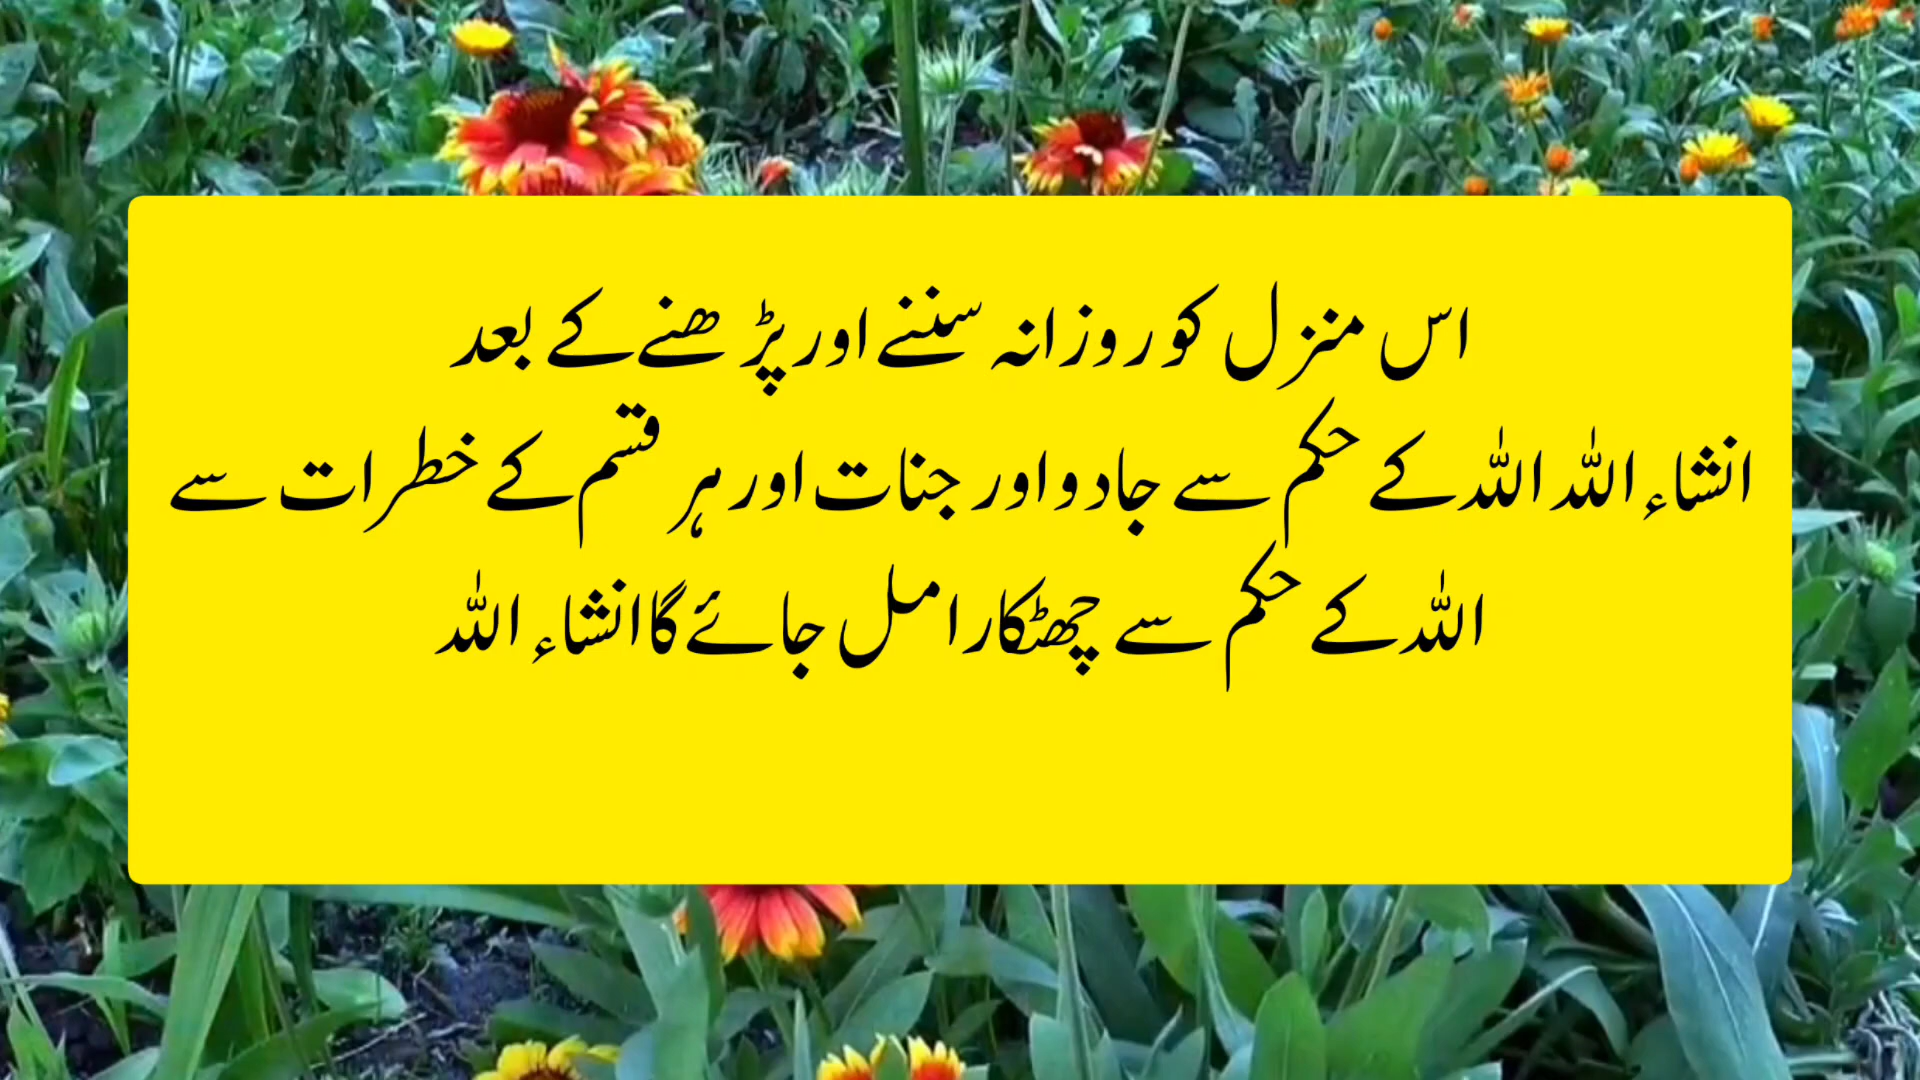 اس منزل کو روزانہ سننے اور پڑھنے کے بعد
انشاء اللہ اللہ کے حکم سے جادو اور جنات اور ہر قسم کے خطرات سے
اللہ کے حکم سے چھٹکارا مل جائے گا انشاء اللہ